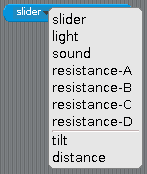 slider
slider
light
sound
resistance-A
resistance-B
resistance-C
resistance-D
tilt
distance